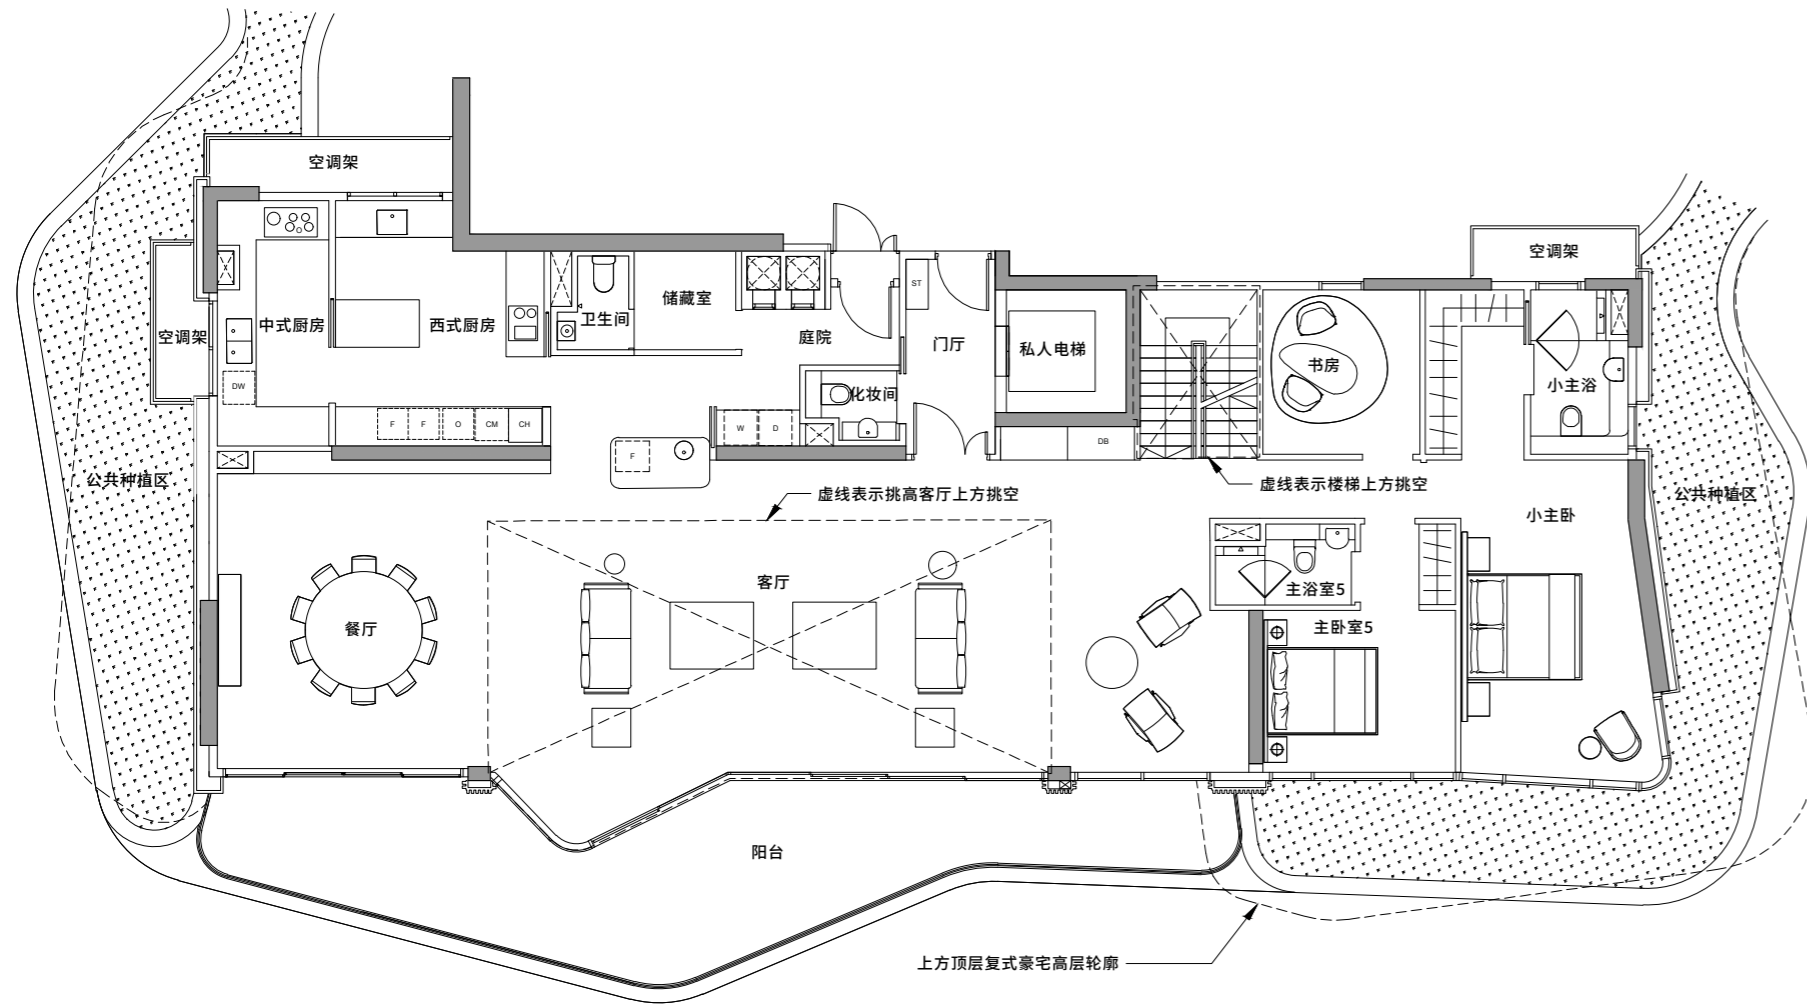 空调架
空调架
空调架
中式厨房
西式厨房
卫生间
储藏室
庭院
ST
门厅
私人电梯
书房
小主浴
DW
化妆间
F
F
O
CM
CH
W
D
F
DB
公共种植区
公共种植区
虚线表示挑高客厅上方挑空
虚线表示楼梯上方挑空
小主卧
客厅
主浴室5
餐厅
主卧室5
阳台
上方顶层复式豪宅高层轮廓